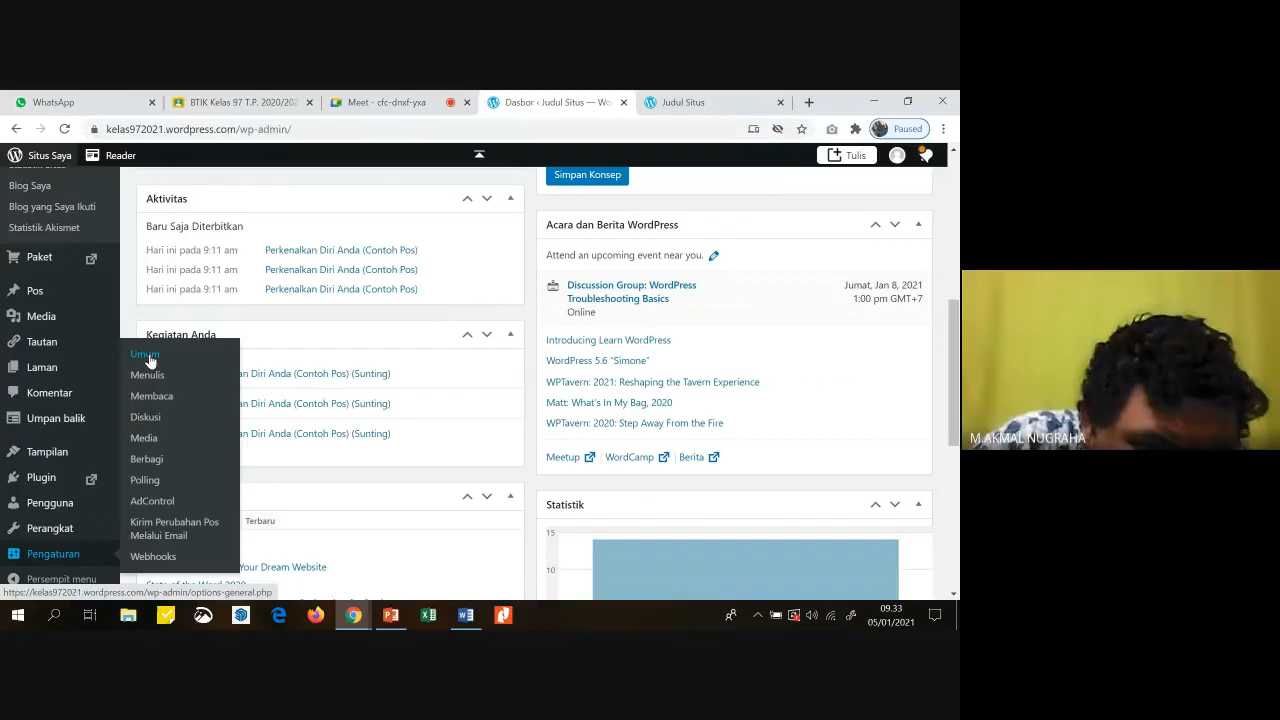 WhatsApp
BTIK Kelas 97 T.P. 2020/202
Meet - cfc-dnxf-yxa
Dasbor ‹ Judul Situs — Wo
Judul Situs
kelas972021.wordpress.com/wp-admin/
Paused
Situs Saya
Reader
Tulis
Blog Saya
Blog yang Saya Ikuti
Statistik Akismet
Paket
Pos
Media
Tautan
Laman
Komentar
Umpan balik
Tampilan
Plugin
Pengguna
Perangkat
Pengaturan
Persempit menu
Umum
Menulis
Membaca
Diskusi
Media
Berbagi
Polling
AdControl
Kirim Perubahan Pos
Melalui Email
Webhooks
Aktivitas
Baru Saja Diterbitkan
Hari ini pada 9:11 am Perkenalkan Diri Anda (Contoh Pos)
Hari ini pada 9:11 am Perkenalkan Diri Anda (Contoh Pos)
Hari ini pada 9:11 am Perkenalkan Diri Anda (Contoh Pos)
Kegiatan Anda
an Diri Anda (Contoh Pos) (Sunting)
an Diri Anda (Contoh Pos) (Sunting)
an Diri Anda (Contoh Pos) (Sunting)
Terbaru
Your Dream Website
Simpan Konsep
Acara dan Berita WordPress
Attend an upcoming event near you.
Discussion Group: WordPress
Troubleshooting Basics
Online
Jumat, Jan 8, 2021
1:00 pm GMT+7
Introducing Learn WordPress
WordPress 5.6 “Simone”
WPTavern: 2021: Reshaping the Tavern Experience
Matt: What’s In My Bag, 2020
WPTavern: 2020: Step Away From the Fire
Meetup | WordCamp | Berita
Statistik
15
10
https://kelas972021.wordpress.com/wp-admin/options-general.php
09.33
05/01/2021
M.AKMAL NUGRAHA